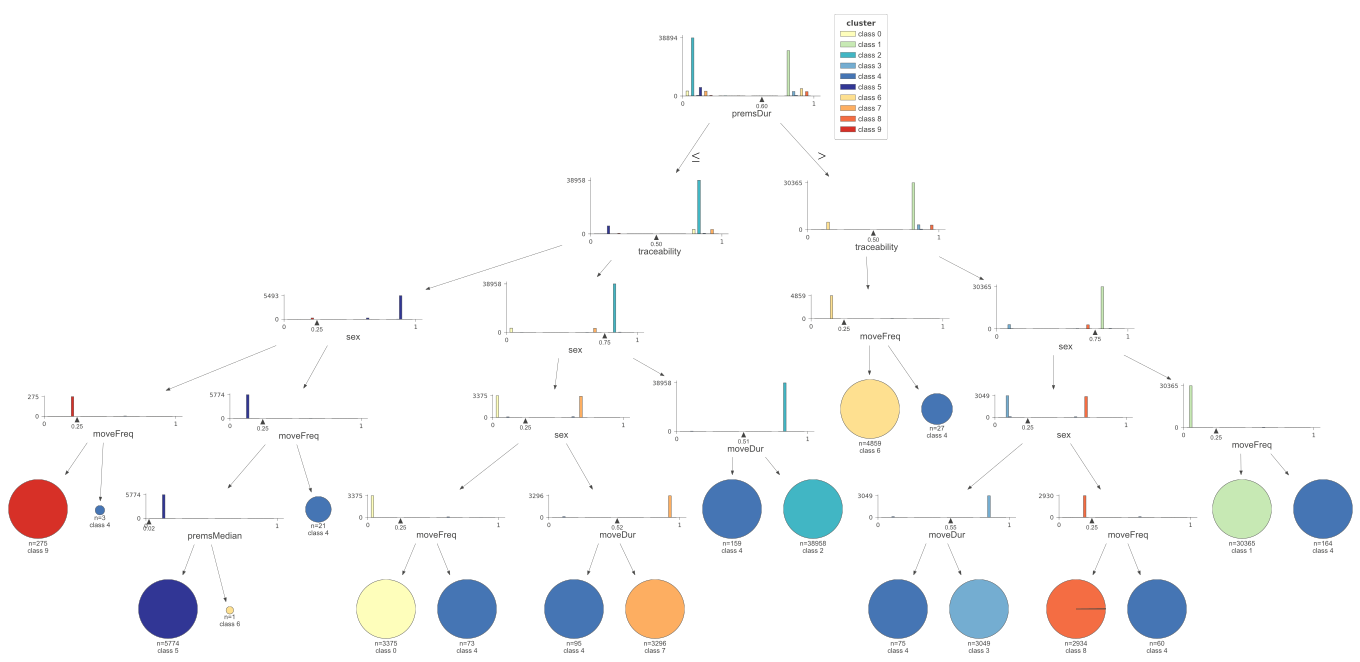 cluster
class 0
class 1
class 2
class 3
class 4
class 5
class 6
class 7
class 8
class 9
38894
0
0
0.60
1
premsDur
≤
>
38958
0
0
0.50
1
traceability
30365
0
0
0.50
1
traceability
5493
0
0
0.25
1
sex
38958
0
0
0.75
1
sex
4859
0
0
0.25
1
moveFreq
30365
0
0
0.75
1
sex
275
0
0
0.25
1
moveFreq
5774
0
0
0.25
1
moveFreq
3375
0
0
0.25
1
sex
38958
0
0
0.51
1
moveDur
n=4859
class 6
n=27
class 4
3049
0
0
0.25
1
sex
30365
0
0
0.25
1
moveFreq
n=275
class 9
n=3
class 4
5774
0
0.02
1
premsMedian
n=21
class 4
3375
0
0
0.25
1
moveFreq
3296
0
0
0.52
1
moveDur
n=159
class 4
n=38958
class 2
3049
0
0
0.55
1
moveDur
2930
0
0
0.25
1
moveFreq
n=30365
class 1
n=164
class 4
n=5774
class 5
n=1
class 6
n=3375
class 0
n=73
class 4
n=95
class 4
n=3296
class 7
n=75
class 4
n=3049
class 3
n=2934
class 8
n=60
class 4